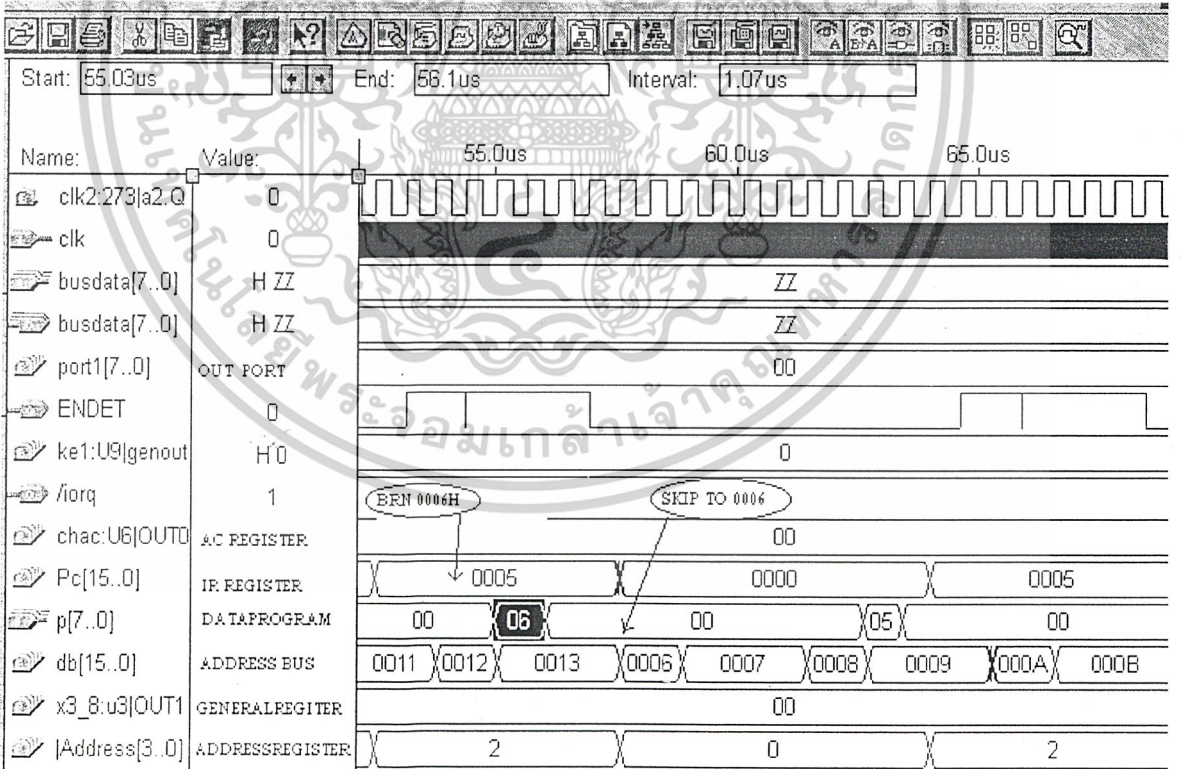 Start: 55.03us End: 56.1us Interval: 1.07us
Name: Value: 55.0us 60.0us 65.0us
clk2:273|a2.Q 0
clk 0
busdata[7..0] H ZZ ZZ
busdata[7..0] H ZZ ZZ
port1[7..0] OUT PORT 00
ENDET 0
ke1:U9|genout H 0 0
/iorq 1 BRN 0006H SKIP TO 0006
chac:U6|OUT0 AC REGISTER 00
Pc[15..0] IR REGISTER 0005 0000 0005
p[7..0] DATAPROGRAM 00 06 00 05 00
db[15..0] ADDRESS BUS 0011 0012 0013 0006 0007 0008 0009 000A 000B
x3_8:u3|OUT1 GENERALREGITER 00
|Address[3..0] ADDRESSREGISTER 2 0 2